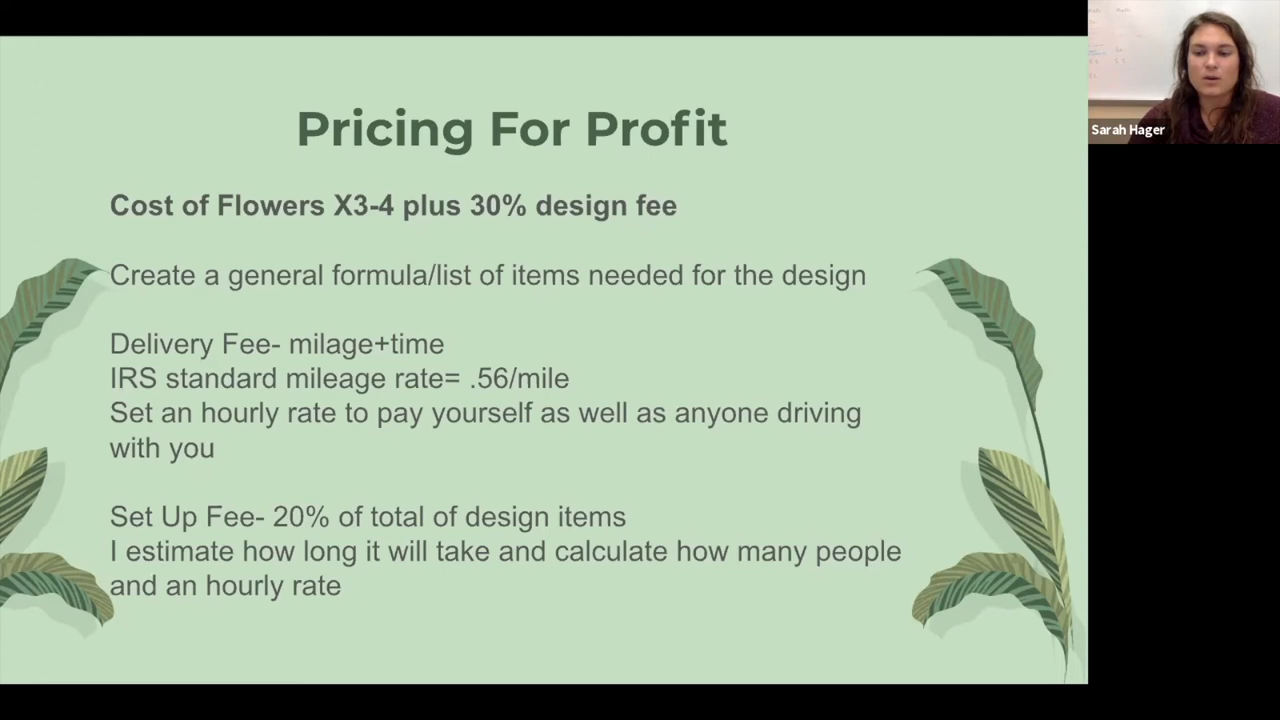 Pricing For Profit
Cost of Flowers X3-4 plus 30% design fee
Create a general formula/list of items needed for the design
Delivery Fee- milage+time
IRS standard mileage rate= .56/mile
Set an hourly rate to pay yourself as well as anyone driving
with you
Set Up Fee- 20% of total of design items
I estimate how long it will take and calculate how many people
and an hourly rate
Sarah Hager